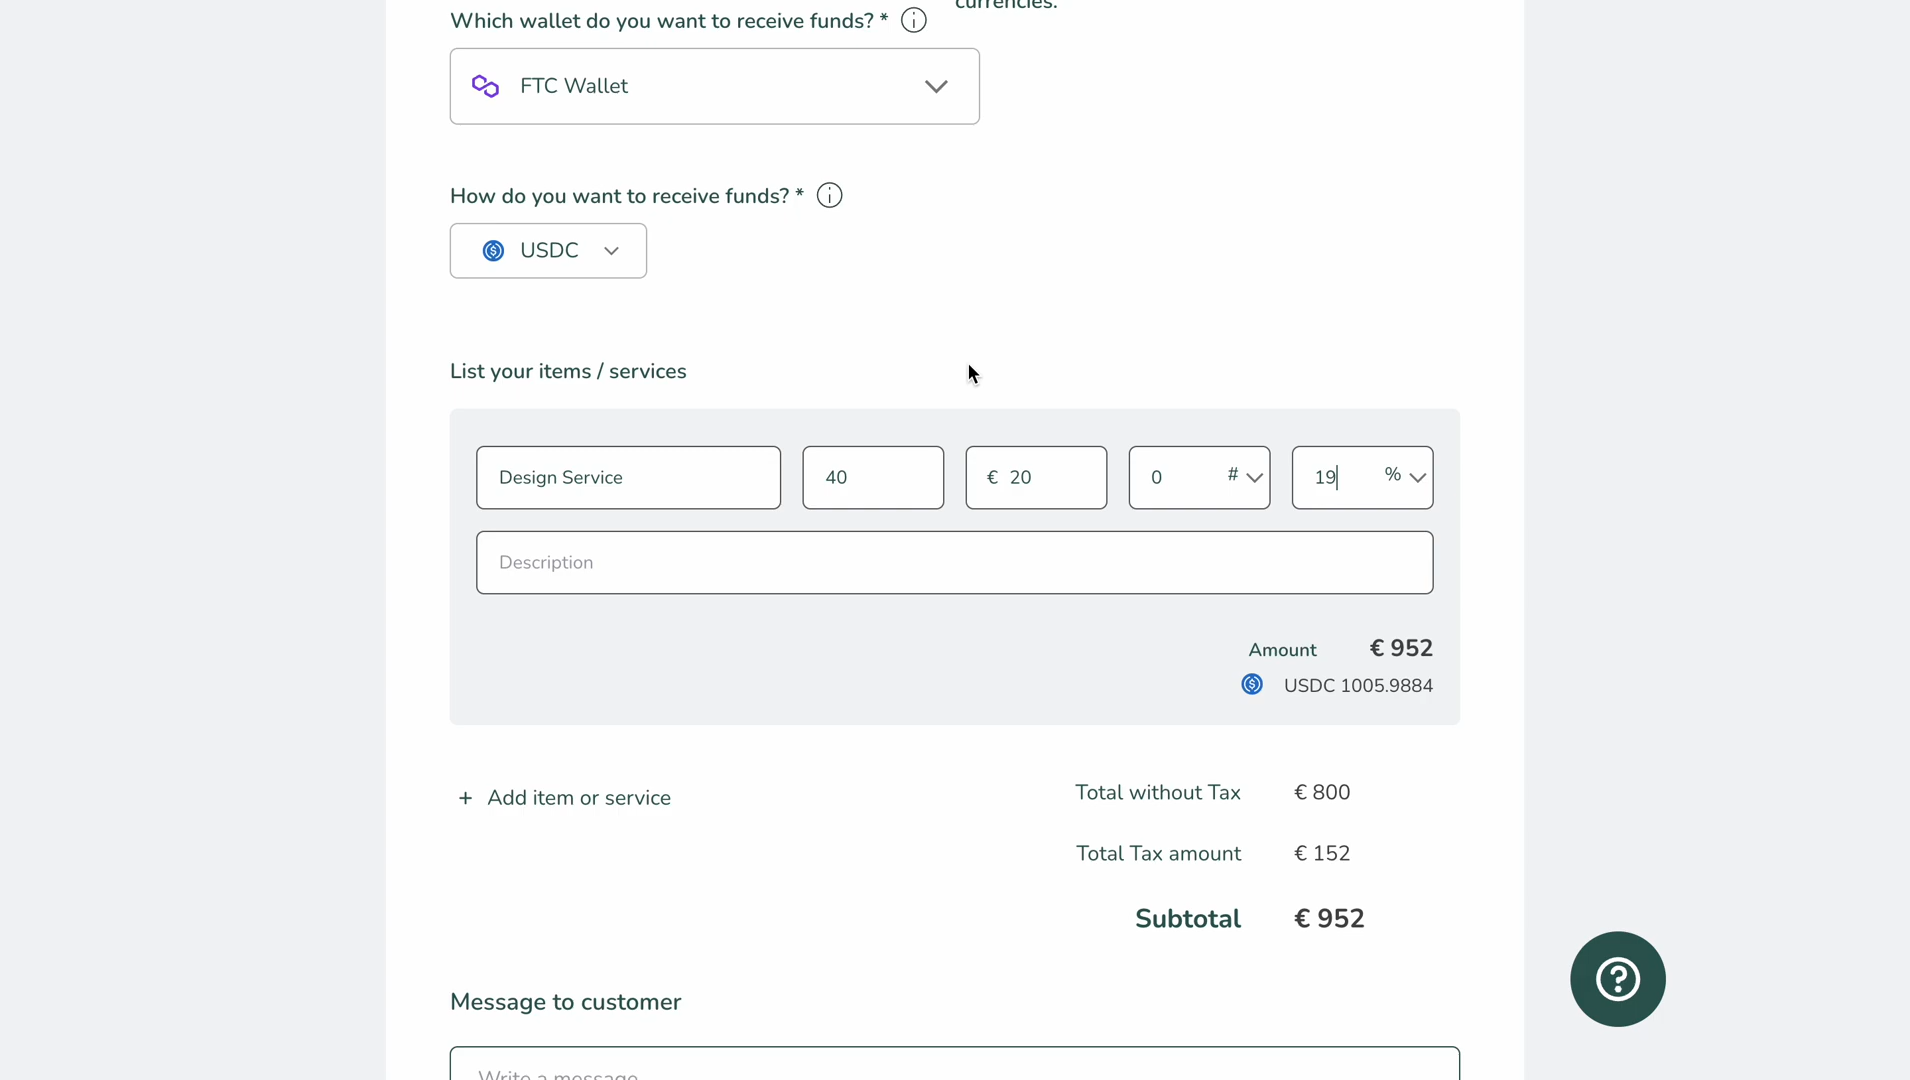 currencies.
Which wallet do you want to receive funds? *
FTC Wallet
How do you want to receive funds? *
USDC
List your items / services
Design Service 40 € 20 0 # 19 %
Description
Amount € 952
USDC 1005.9884
+ Add item or service
Total without Tax € 800
Total Tax amount € 152
Subtotal € 952
Message to customer
Write a message